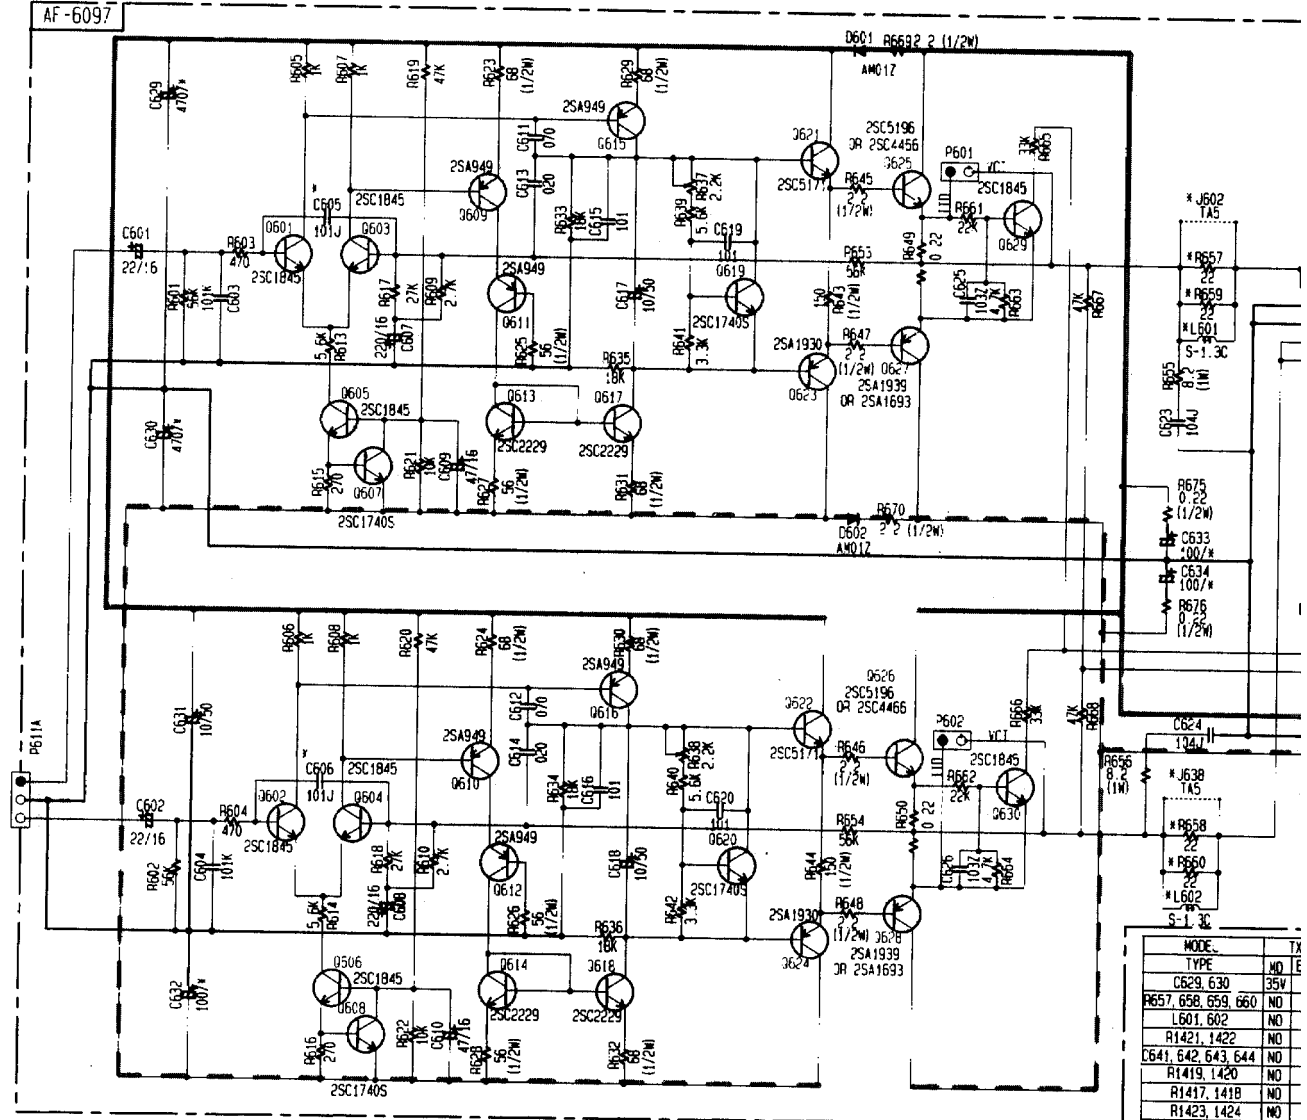 AF-6097
D601 R669 2.2 (1/2W)
AM01Z
R605 1K
R607 1K
R619 47K
R623 68 (1/2W)
R629 68 (1/2W)
C629 470/*
2SA949
Q615
C611 070
C613 020
2SA949
Q609
2SC1845
C605
101J
*
Q601
Q603
2SC1845
C601
22/16
R603
470
R601 56K
101K C603
R617 27K
R609 2.7K
220/16 C607
5.6K R613
2SA949
Q611
R625 56 (1/2W)
R633 18K
C615 101
C617 10/50
R635
18K
R637 2.2K
R639 5.6K
C619
101
Q619
2SC1740S
R641 3.3K
Q621
2SC5171
2SC5196
OR 2SC4466
Q625
R645
2.2
(1/2W)
R649 0.22
R653
56K
150 R643 (1/2W)
R647
2.2
(1/2W)
2SA1930
Q623
Q627
2SA1939
OR 2SA1693
P601
2SC1845
R661
22K
Q629
33K R665
C625 103Z
4.7K R663
47K R667
* J602
TA5
*R657
22
*R659
22
*L601
S-1.3C
R655 8.2 (1W)
C623 104J
Q605
2SC1845
Q607
2SC1740S
R615 270
R621 10K
C609 47/16
C630 470/*
Q613
2SC2229
Q617
2SC2229
R627 56 (1/2W)
R631 68 (1/2W)
D602
AM01Z
R670
2.2 (1/2W)
R675
0.22
(1/2W)
C633
100/*
C634
100/*
R676
(1/2W)
R606 1K
R608 1K
R620 47K
R624 68 (1/2W)
R630 68 (1/2W)
2SA949
Q616
C631 10/50
C612 070
C614 020
2SA949
Q610
P611A
*
C606
101J
2SC1845
Q602
Q604
2SC1845
C602
22/16
R604
470
R602 56K
C604 101K
R618 27K
R610 2.7K
220/16 C608
5.6K R614
2SA949
Q612
R626 56 (1/2W)
R634 18K
C616 101
C618 10/50
R636
18K
R638 2.2K
R640 5.6K
C620
101
Q620
2SC1740S
R642 3.3K
Q622
2SC5171
Q626
2SC5196
OR 2SC4466
R646
2.2
(1/2W)
R650 0.22
R654
56K
R644 150 (1/2W)
R648
2.2
(1/2W)
2SA1930
Q624
Q628
2SA1939
OR 2SA1693
P602
2SC1845
R662
22K
Q630
R666 33K
C626 103Z
4.7K R664
47K R668
C624
104J
R656
8.2
(1W)
* J638
TA5
*R658
22
*R660
22
*L602
S-1.3C
Q606
2SC1845
Q608
2SC1740S
R616 270
R622 10K
C610 47/16
C632 100/*
Q614
2SC2229
Q618
2SC2229
R628 56 (1/2W)
R632 68 (1/2W)
MODEL TX
TYPE MD E
C629, 630 35V
R657, 658, 659, 660 NO
L601, 602 NO
R1421, 1422 NO
C641, 642, 643, 644 NO
R1419, 1420 NO
R1417, 1418 NO
R1423, 1424 NO